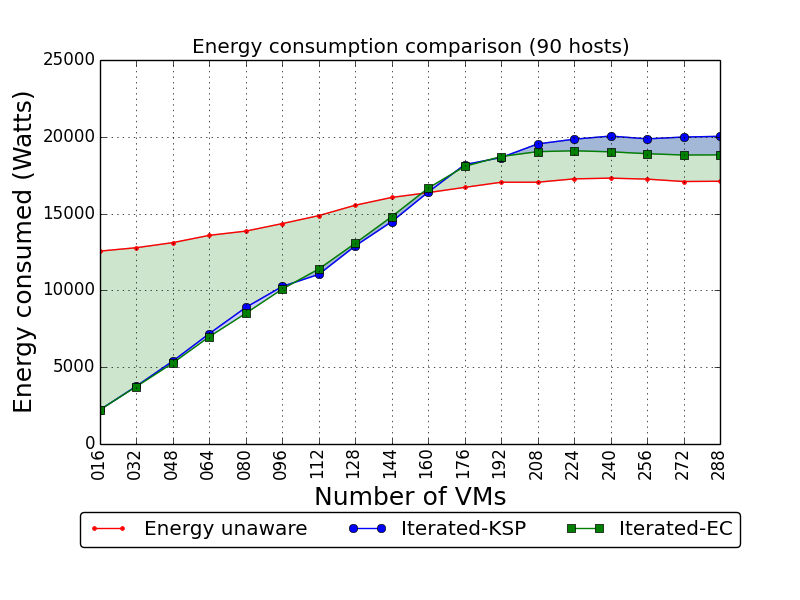 Energy consumption comparison (90 hosts)
25000
20000
15000
10000
5000
0
Energy consumed (Watts)
016 032 048 064 080 096 112 128 144 160 176 192 208 224 240 256 272 288
Number of VMs
Energy unaware Iterated-KSP Iterated-EC